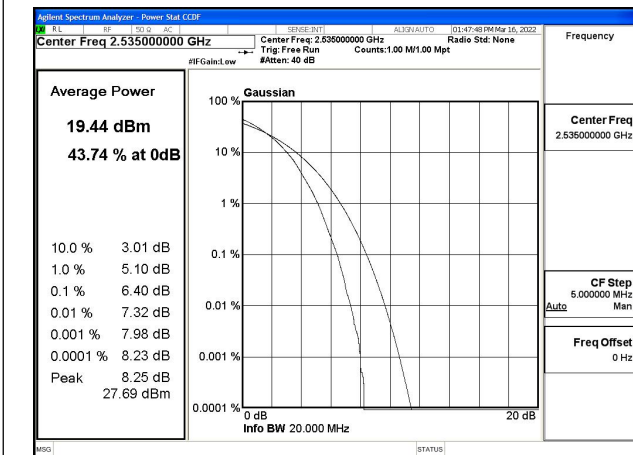 Agilent Spectrum Analyzer - Power Stat CCDF
RL RF 50 Ω AC SENSE:INT ALIGN AUTO 01:47:48 PM Mar 16, 2022
Center Freq 2.535000000 GHz
Center Freq: 2.535000000 GHz Radio Std: None
Trig: Free Run Counts:1.00 M/1.00 Mpt
#IFGain:Low #Atten: 40 dB
Frequency
Average Power
19.44 dBm
43.74 % at 0dB
10.0 % 3.01 dB
1.0 % 5.10 dB
0.1 % 6.40 dB
0.01 % 7.32 dB
0.001 % 7.98 dB
0.0001 % 8.23 dB
Peak 8.25 dB
27.69 dBm
Gaussian
100 %
10 %
1 %
0.1 %
0.01 %
0.001 %
0.0001 %
0 dB 20 dB
Info BW 20.000 MHz
Center Freq
2.535000000 GHz
CF Step
5.000000 MHz
Auto Man
Freq Offset
0 Hz
MSG STATUS